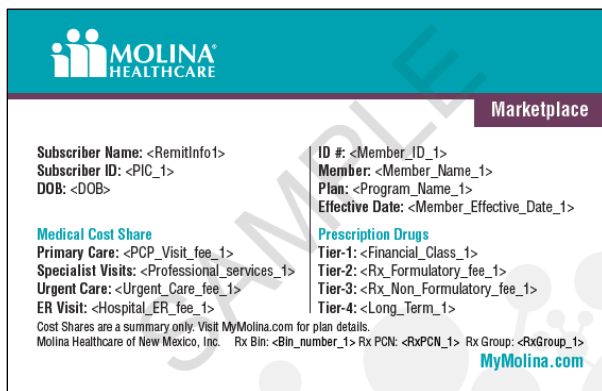 MOLINA®
HEALTHCARE
Marketplace
Subscriber Name: <RemitInfo1>
Subscriber ID: <PIC_1>
DOB: <DOB>
ID #: <Member_ID_1>
Member: <Member_Name_1>
Plan: <Program_Name_1>
Effective Date: <Member_Effective_Date_1>
Medical Cost Share
Primary Care: <PCP_Visit_fee_1>
Specialist Visits: <Professional_services_1>
Urgent Care: <Urgent_Care_fee_1>
ER Visit: <Hospital_ER_fee_1>
Prescription Drugs
Tier-1: <Financial_Class_1>
Tier-2: <Rx_Formulatory_fee_1>
Tier-3: <Rx_Non_Formulatory_fee_1>
Tier-4: <Long_Term_1>
Cost Shares are a summary only. Visit MyMolina.com for plan details.
Molina Healthcare of New Mexico, Inc. Rx Bin: <Bin_number_1> Rx PCN: <RxPCN_1> Rx Group: <RxGroup_1>
MyMolina.com
SAMPLE